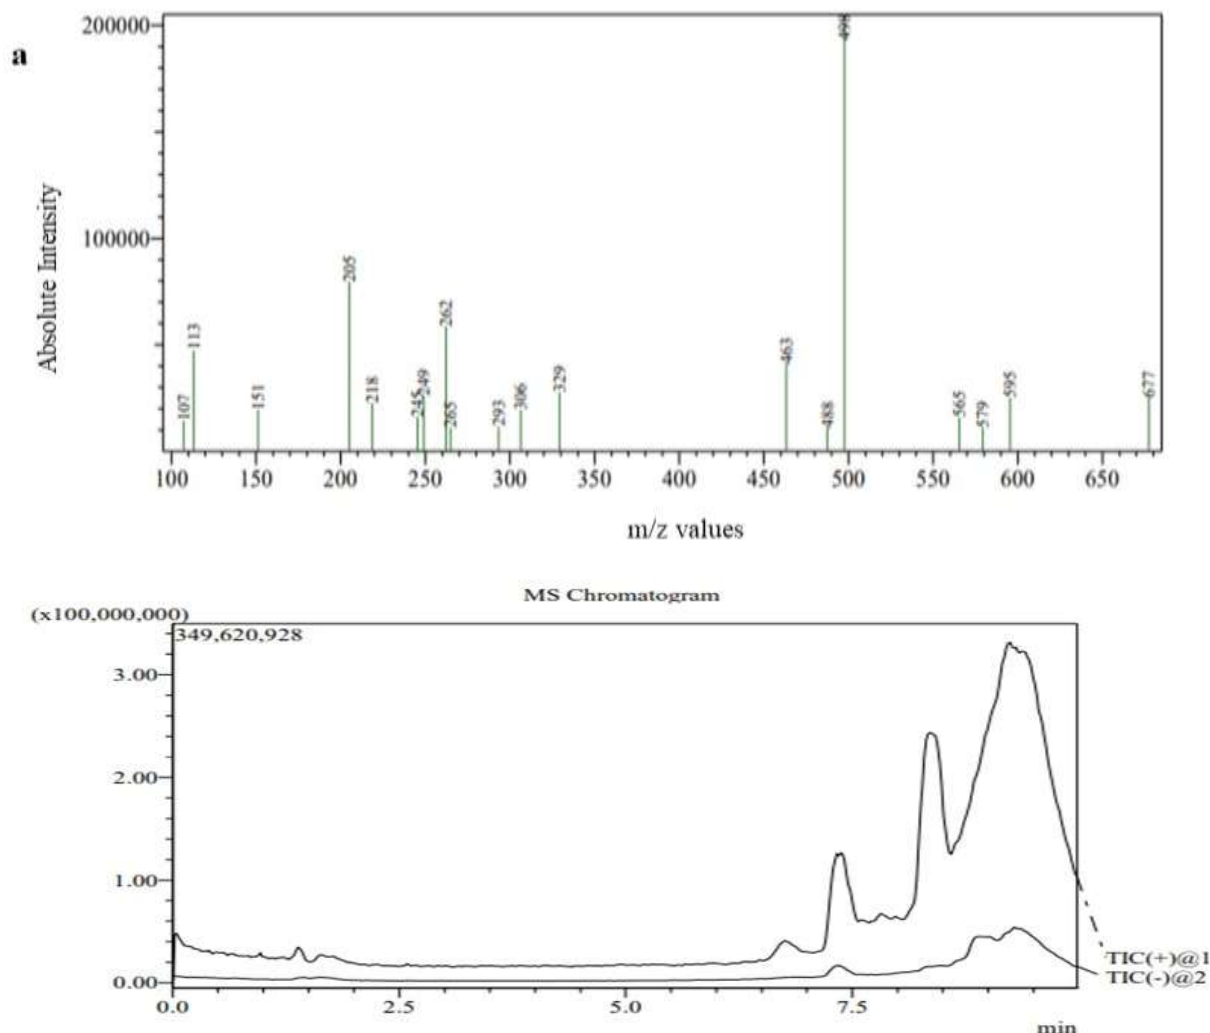 a
200000
100000
Absolute Intensity
107
113
151
205
218
245
249
262
265
293
306
329
463
488
498
565
579
595
677
100 150 200 250 300 350 400 450 500 550 600 650
m/z values
MS Chromatogram
(x100,000,000)
349,620,928
3.00
2.00
1.00
0.00
TIC(+)@1
TIC(-)@2
0.0 2.5 5.0 7.5
min